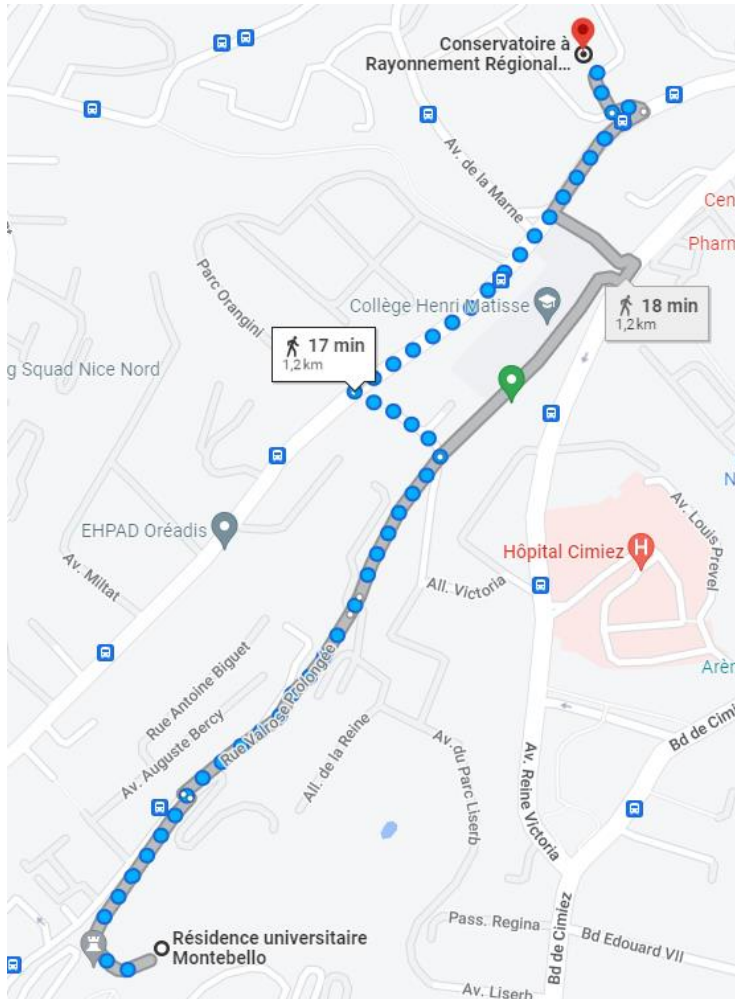 Conservatoire à
Rayonnement Régional...
Av. de la Marne
Cen
Pharm
Parc Orangini
Collège Henri Matisse
18 min
1,2 km
17 min
1,2 km
g Squad Nice Nord
N
Av. Louis Prevel
EHPAD Oréadis
Hôpital Cimiez
H
Av. Miltat
All. Victoria
Arèn
Rue Antoine Biguet
Rue Valrose Prolongée
Av. Auguste Bercy
All. de la Reine
Av. du Parc Liserb
Av. Reine Victoria
Bd de Cimie
Résidence universitaire
Montebello
Pass. Regina
Bd Edouard VII
Bd de Cimiez
Av. Liserb